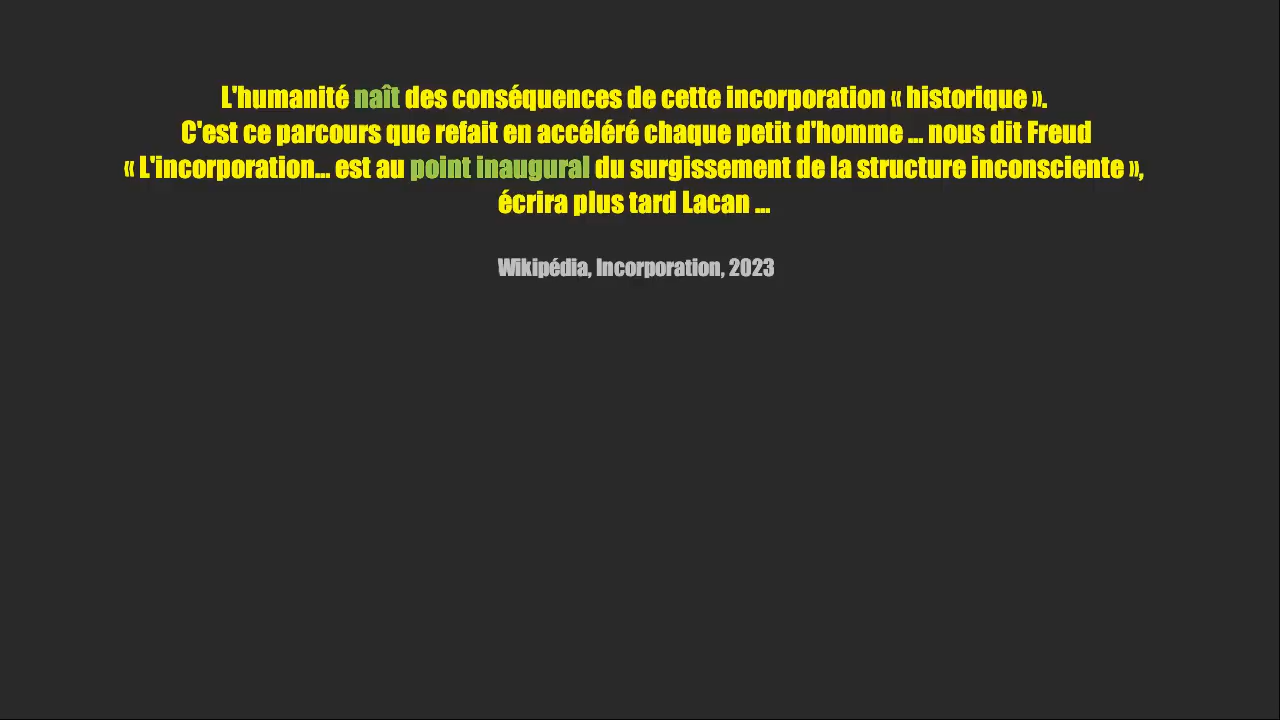 L'humanité naît des conséquences de cette incorporation « historique ».
C'est ce parcours que refait en accéléré chaque petit d'homme ... nous dit Freud
« L'incorporation... est au point inaugural du surgissement de la structure inconsciente »,
écrira plus tard Lacan ...
Wikipédia, Incorporation, 2023